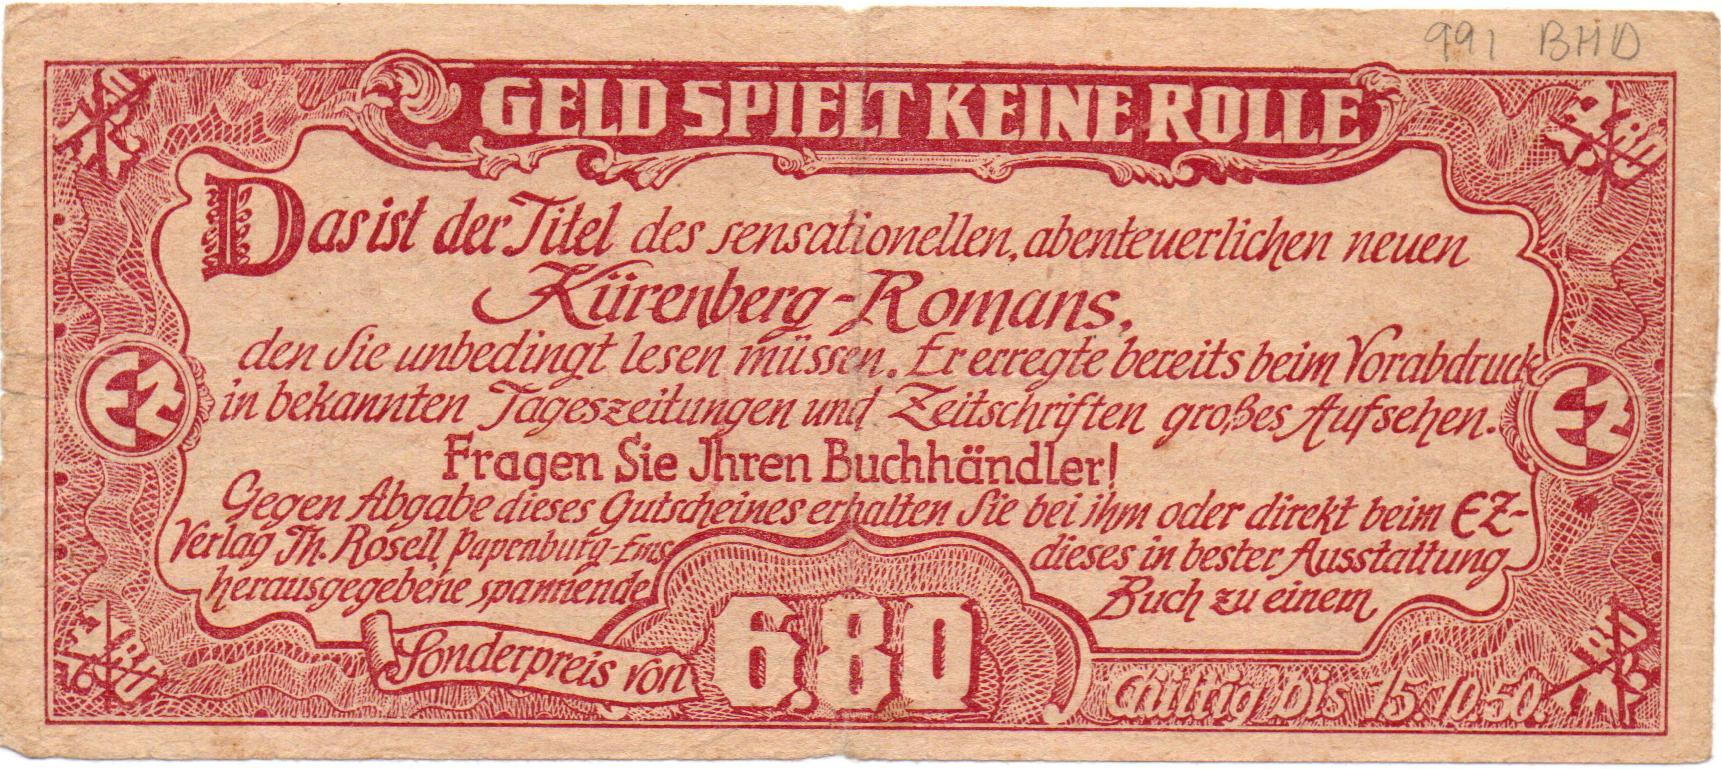 991 BHD
GELD SPIELT KEINE ROLLE
Das ist der Titel des sensationellen, abenteuerlichen neuen
Kürenberg-Romans,
den Sie unbedingt lesen müssen. Er erregte bereits beim Vorabdruck
in bekannten Tageszeitungen und Zeitschriften großes Aufsehen.
Fragen Sie Jhren Buchhändler!
Gegen Abgabe dieses Gutscheines erhalten Sie bei ihm oder direkt beim EZ-
Verlag Th. Rosell, Papenburg-Ems dieses in bester Ausstattung
herausgegebene spannende Buch zu einem
Sonderpreis von 6.80
Gültig bis 15.10.50.
EZ
EZ